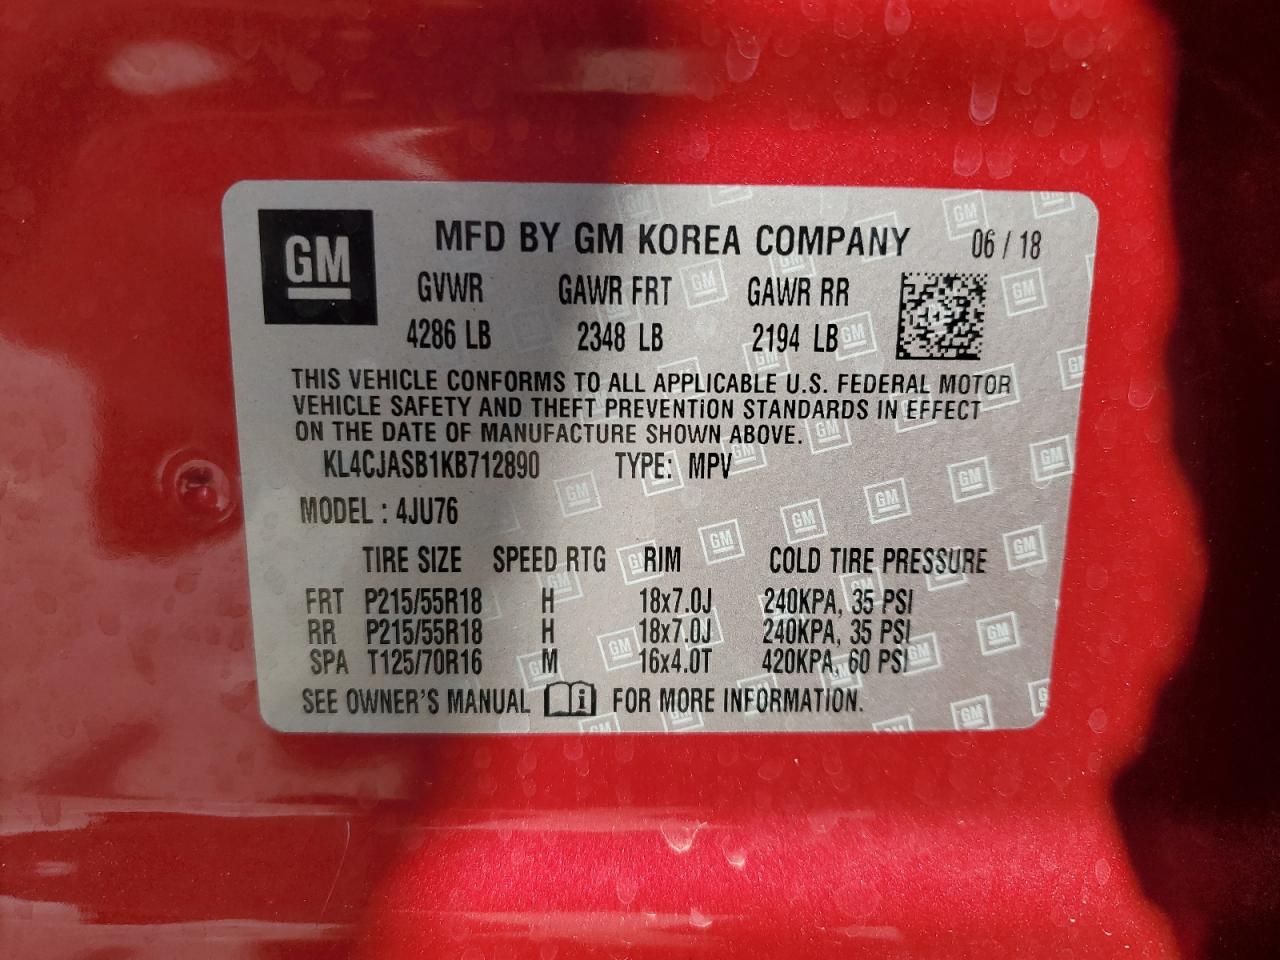 GM
MFD BY GM KOREA COMPANY 06 / 18
GVWR GAWR FRT GAWR RR
4286 LB 2348 LB 2194 LB
THIS VEHICLE CONFORMS TO ALL APPLICABLE U.S. FEDERAL MOTOR
VEHICLE SAFETY AND THEFT PREVENTION STANDARDS IN EFFECT
ON THE DATE OF MANUFACTURE SHOWN ABOVE.
KL4CJASB1KB712890 TYPE: MPV
MODEL : 4JU76
TIRE SIZE SPEED RTG RIM COLD TIRE PRESSURE
FRT P215/55R18 H 18x7.0J 240KPA, 35 PSI
RR P215/55R18 H 18x7.0J 240KPA, 35 PSI
SPA T125/70R16 M 16x4.0T 420KPA, 60 PSI
SEE OWNER'S MANUAL i FOR MORE INFORMATION.